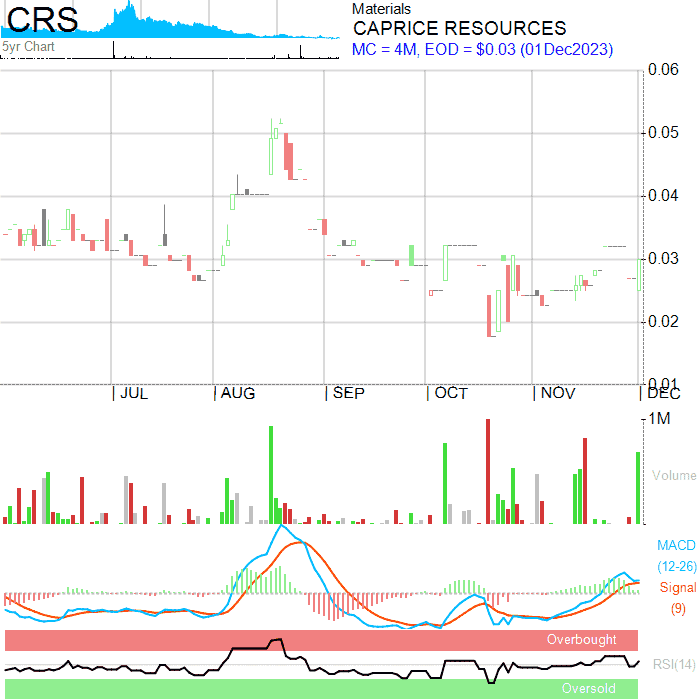 CRS
5yr Chart
Materials
CAPRICE RESOURCES
MC = 4M, EOD = $0.03 (01Dec2023)
0.06
0.05
0.04
0.03
0.02
0.01
JUL
AUG
SEP
OCT
NOV
DEC
1M
Volume
MACD
(12-26)
Signal
(9)
Overbought
RSI(14)
Oversold